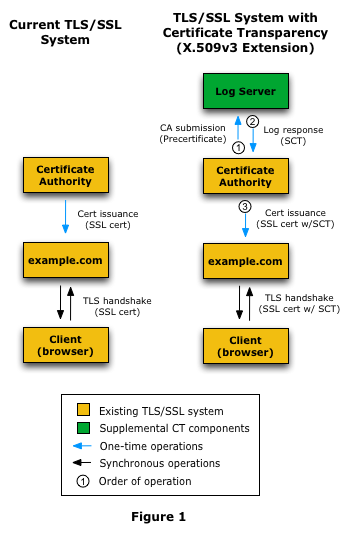 Current TLS/SSL
System
TLS/SSL System with
Certificate Transparency
(X.509v3 Extension)
Log Server
CA submission
(Precertificate)
1
2
Log response
(SCT)
Certificate
Authority
Certificate
Authority
Cert issuance
(SSL cert)
3
Cert issuance
(SSL cert w/SCT)
example.com
example.com
TLS handshake
(SSL cert)
TLS handshake
(SSL cert w/ SCT)
Client
(browser)
Client
(browser)
Existing TLS/SSL system
Supplemental CT components
One-time operations
Synchronous operations
1 Order of operation
Figure 1